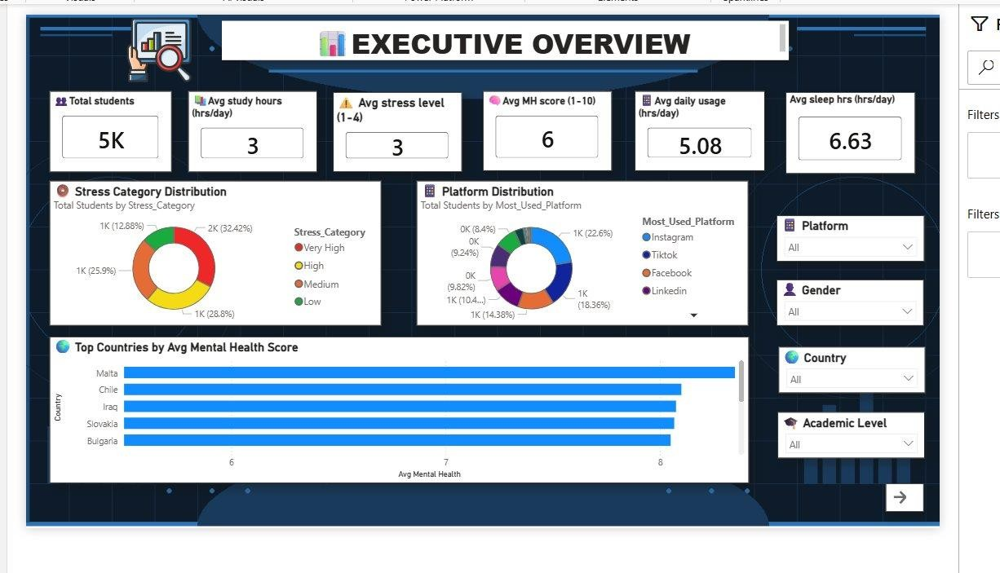 EXECUTIVE OVERVIEW
Filters
Filters
Total students
5K
Avg study hours
(hrs/day)
3
Avg stress level
(1-4)
3
Avg MH score (1-10)
6
Avg daily usage
(hrs/day)
5.08
Avg sleep hrs (hrs/day)
6.63
Stress Category Distribution
Total Students by Stress_Category
1K (12.88%)
2K (32.42%)
1K (25.9%)
1K (28.8%)
Stress_Category
Very High
High
Medium
Low
Platform Distribution
Total Students by Most_Used_Platform
0K (8.4%)
0K
(9.24%)
0K
(9.82%)
1K (10.4...)
1K (14.38%)
1K (22.6%)
1K
(18.36%)
Most_Used_Platform
Instagram
Tiktok
Facebook
Linkedin
Platform
All
Gender
All
Country
All
Academic Level
All
Top Countries by Avg Mental Health Score
Country
Malta
Chile
Iraq
Slovakia
Bulgaria
6 7 8
Avg Mental Health